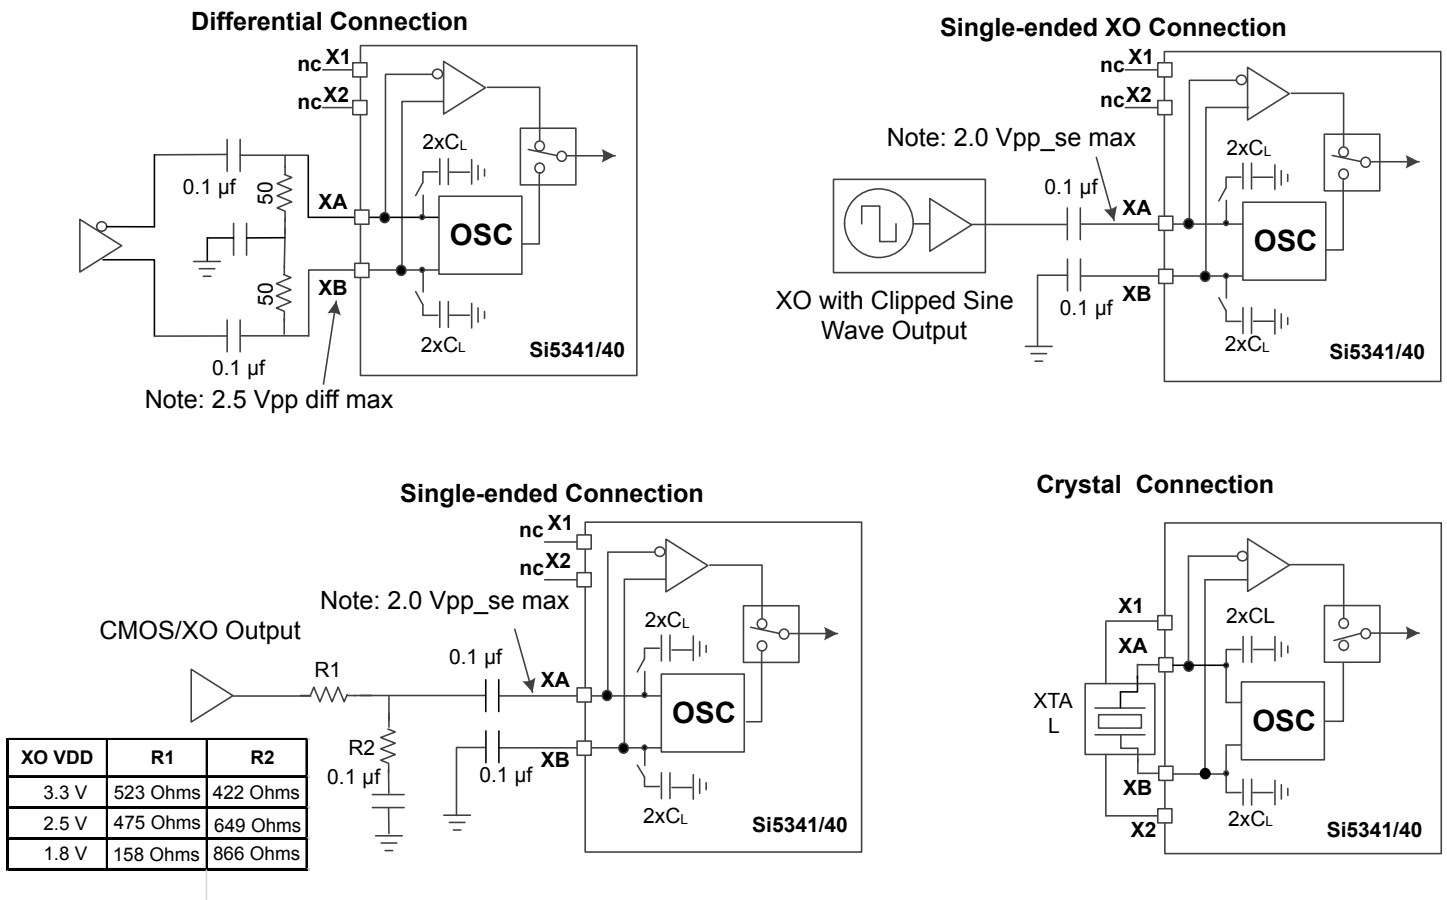 Differential Connection
nc X1
nc X2
2xCL
0.1 µf
50
XA
OSC
50
XB
2xCL
0.1 µf
Si5341/40
Note: 2.5 Vpp diff max
Single-ended XO Connection
nc X1
nc X2
Note: 2.0 Vpp_se max
2xCL
0.1 µf
XA
OSC
XB
0.1 µf
XO with Clipped Sine
Wave Output
2xCL
Si5341/40
Single-ended Connection
nc X1
nc X2
Note: 2.0 Vpp_se max
CMOS/XO Output
2xCL
0.1 µf
R1
XA
OSC
R2
XB
0.1 µf
0.1 µf
2xCL
Si5341/40
XO VDD R1 R2
3.3 V 523 Ohms 422 Ohms
2.5 V 475 Ohms 649 Ohms
1.8 V 158 Ohms 866 Ohms
Crystal Connection
X1
2xCL
XA
XTA
L
OSC
XB
X2
2xCL
Si5341/40